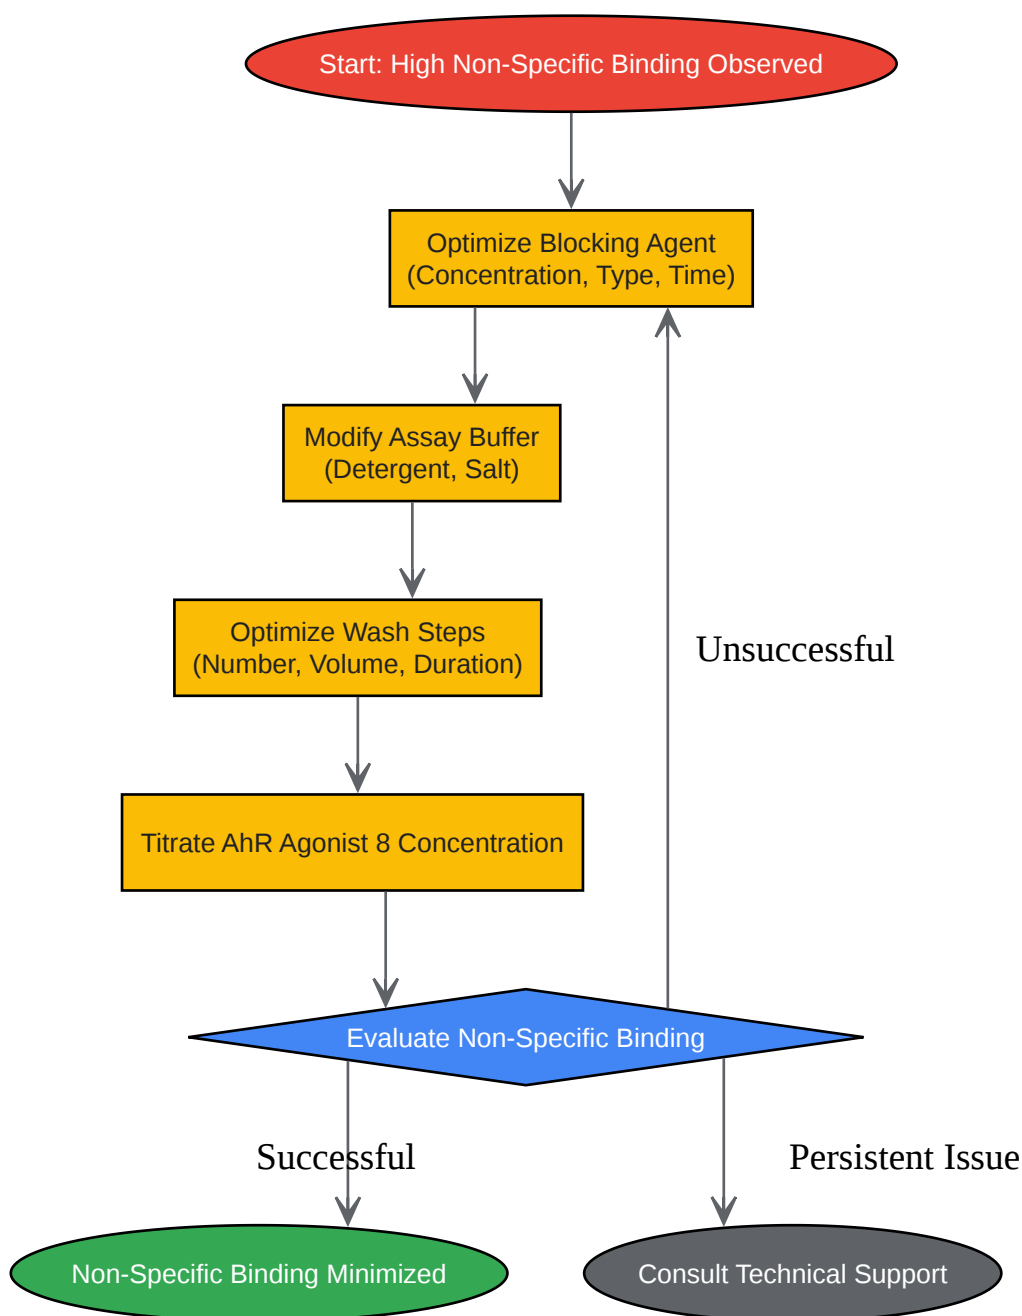 Start: High Non-Specific Binding Observed
Optimize Blocking Agent
(Concentration, Type, Time)
Modify Assay Buffer
(Detergent, Salt)
Optimize Wash Steps
(Number, Volume, Duration)
Unsuccessful
Titrate AhR Agonist 8 Concentration
Evaluate Non-Specific Binding
Successful
Persistent Issue
Non-Specific Binding Minimized
Consult Technical Support